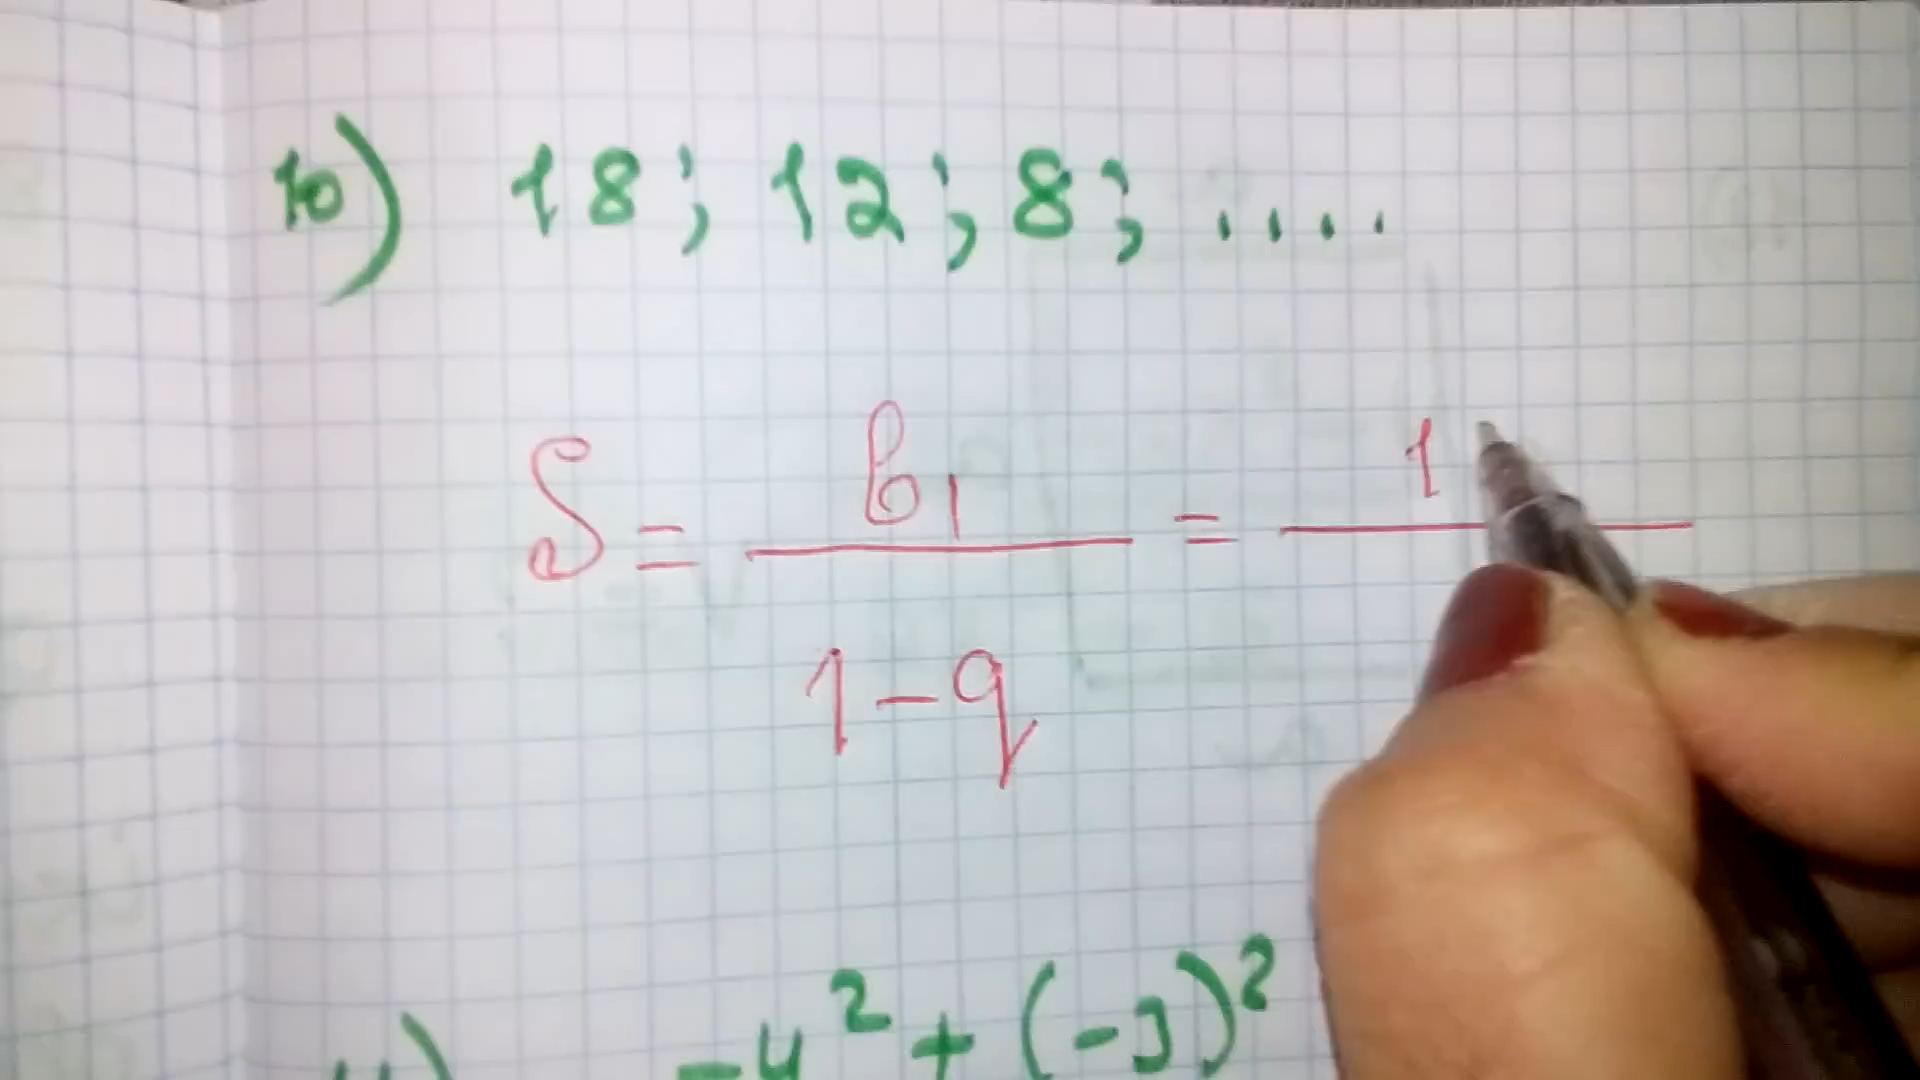 10) 18; 12; 8; ....
S = b₁ / 1-q = 1
-4² + (-3)²